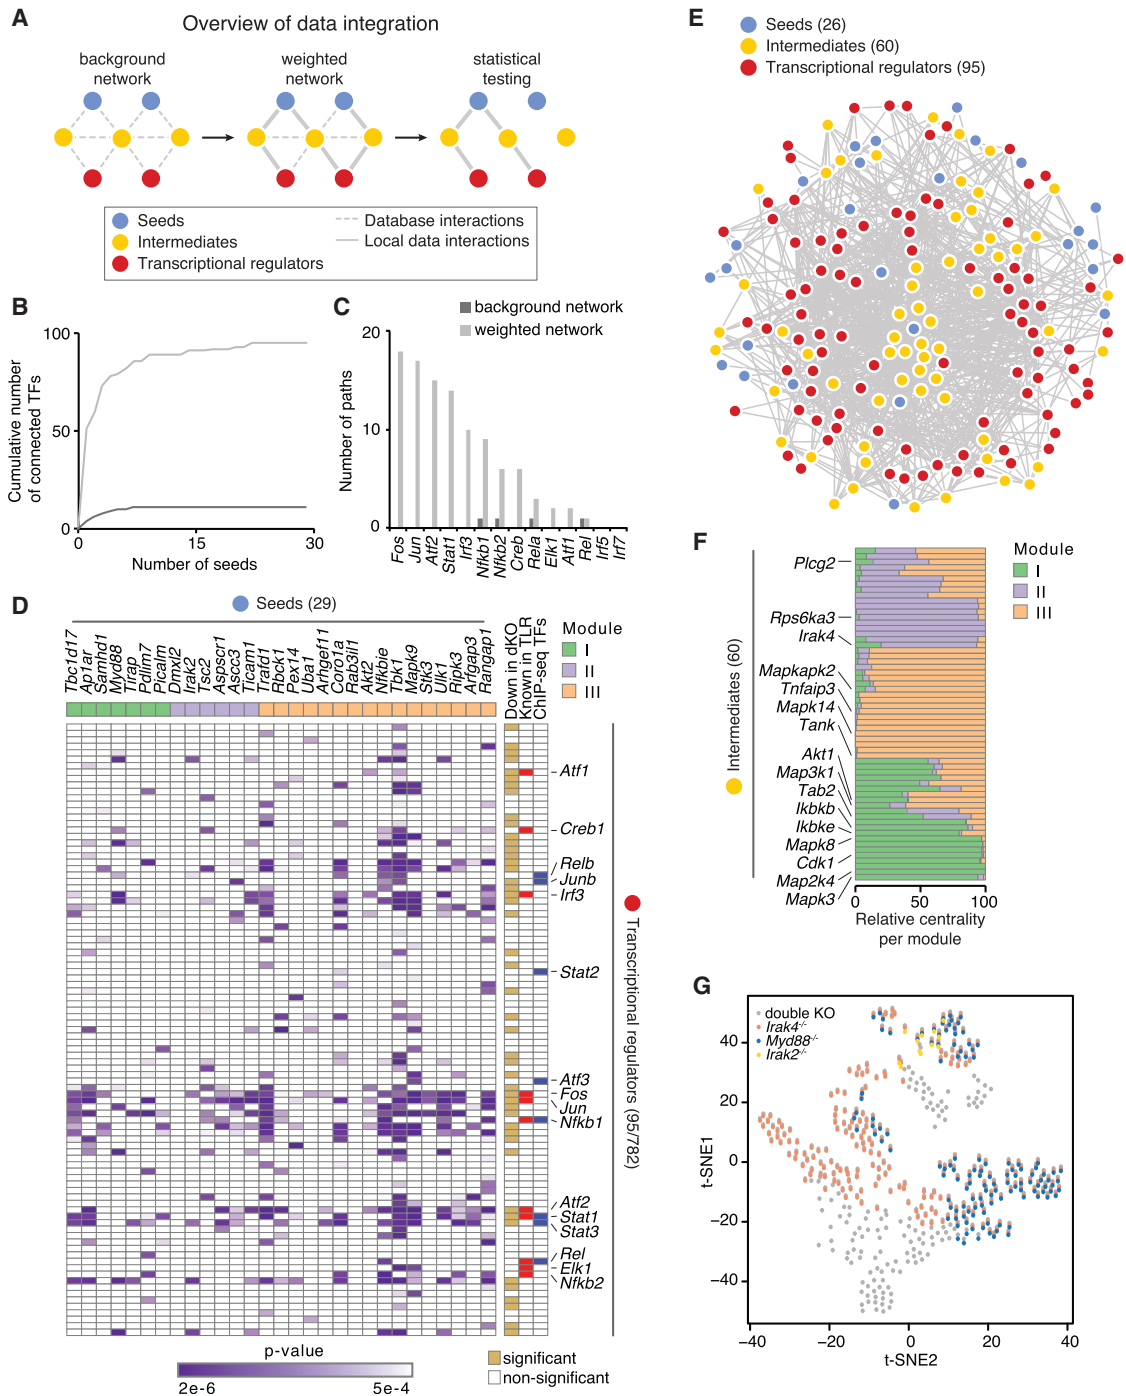 A
Overview of data integration
background network
weighted network
statistical testing
Seeds
Intermediates
Transcriptional regulators
Database interactions
Local data interactions
B
Cumulative number of connected TFs
100
50
0
0
15
30
Number of seeds
C
background network
weighted network
Number of paths
20
10
0
Fos
Jun
Atf2
Stat1
Irf3
Nfkb1
Nfkb2
Creb
Rela
Elk1
Atf1
Rel
Irf5
Irf7
D
Seeds (29)
Tbc1d17
Ap1ar
Samhd1
Myd88
Tirap
Pdlim7
Picalm
Dmxl2
Irak2
Tsc2
Aspscr1
Ascc3
Ticam1
Trafd1
Rbck1
Pex14
Uba1
Arhgef11
Coro1a
Rab3il1
Akt2
Nfkbie
Tbk1
Mapk9
Stk3
Ulk1
Ripk3
Arfgap3
Rangap1
Down in dKO
Known in TLR
ChIP-seq TFs
Module
I
II
III
Atf1
Creb1
Relb
Junb
Irf3
Stat2
Atf3
Fos
Jun
Nfkb1
Atf2
Stat1
Stat3
Rel
Elk1
Nfkb2
Transcriptional regulators (95/782)
p-value
2e-6
5e-4
significant
non-significant
E
Seeds (26)
Intermediates (60)
Transcriptional regulators (95)
F
Intermediates (60)
Plcg2
Rps6ka3
Irak4
Mapkapk2
Tnfaip3
Mapk14
Tank
Akt1
Map3k1
Tab2
Ikbkb
Ikbke
Mapk8
Cdk1
Map2k4
Mapk3
Module
I
II
III
0
50
100
Relative centrality per module
G
double KO
Irak4-/-
Myd88-/-
Irak2-/-
t-SNE1
40
20
0
−20
−40
−40
−20
0
20
40
t-SNE2